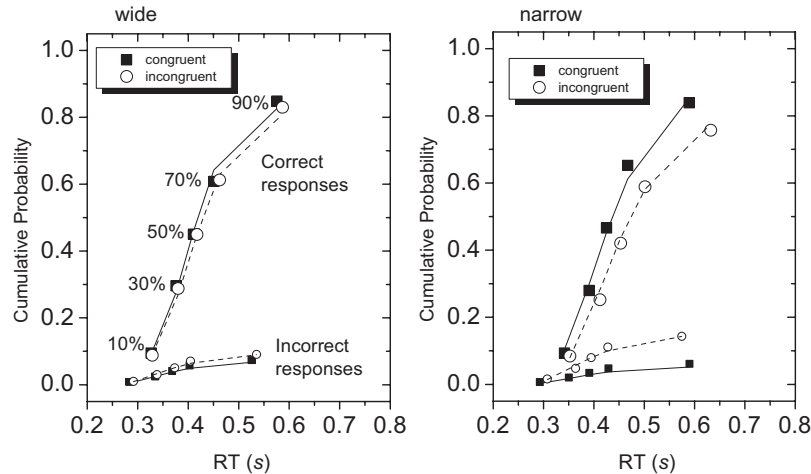 wide
narrow
1.0
0.8
0.6
0.4
0.2
0.0
Cumulative Probability
congruent
incongruent
90%
70%
50%
30%
10%
Correct
responses
Incorrect
responses
0.2 0.3 0.4 0.5 0.6 0.7 0.8
RT (s)
1.0
0.8
0.6
0.4
0.2
0.0
Cumulative Probability
congruent
incongruent
0.2 0.3 0.4 0.5 0.6 0.7 0.8
RT (s)